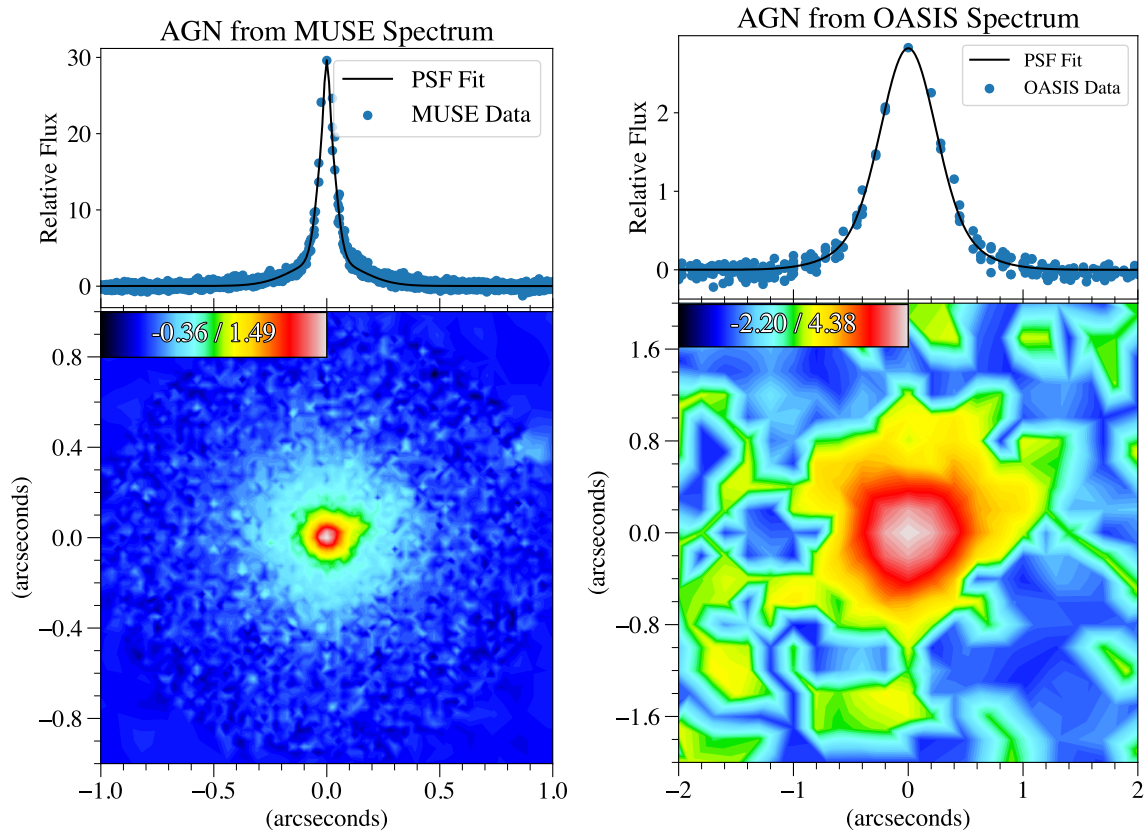 AGN from MUSE Spectrum
30
20
10
0
Relative Flux
PSF Fit
MUSE Data
-0.36 / 1.49
0.8
0.4
0.0
−0.4
−0.8
(arcseconds)
−1.0 −0.5 0.0 0.5 1.0
(arcseconds)
AGN from OASIS Spectrum
2
1
0
Relative Flux
PSF Fit
OASIS Data
-2.20 / 4.38
1.6
0.8
0.0
−0.8
−1.6
(arcseconds)
−2 −1 0 1 2
(arcseconds)